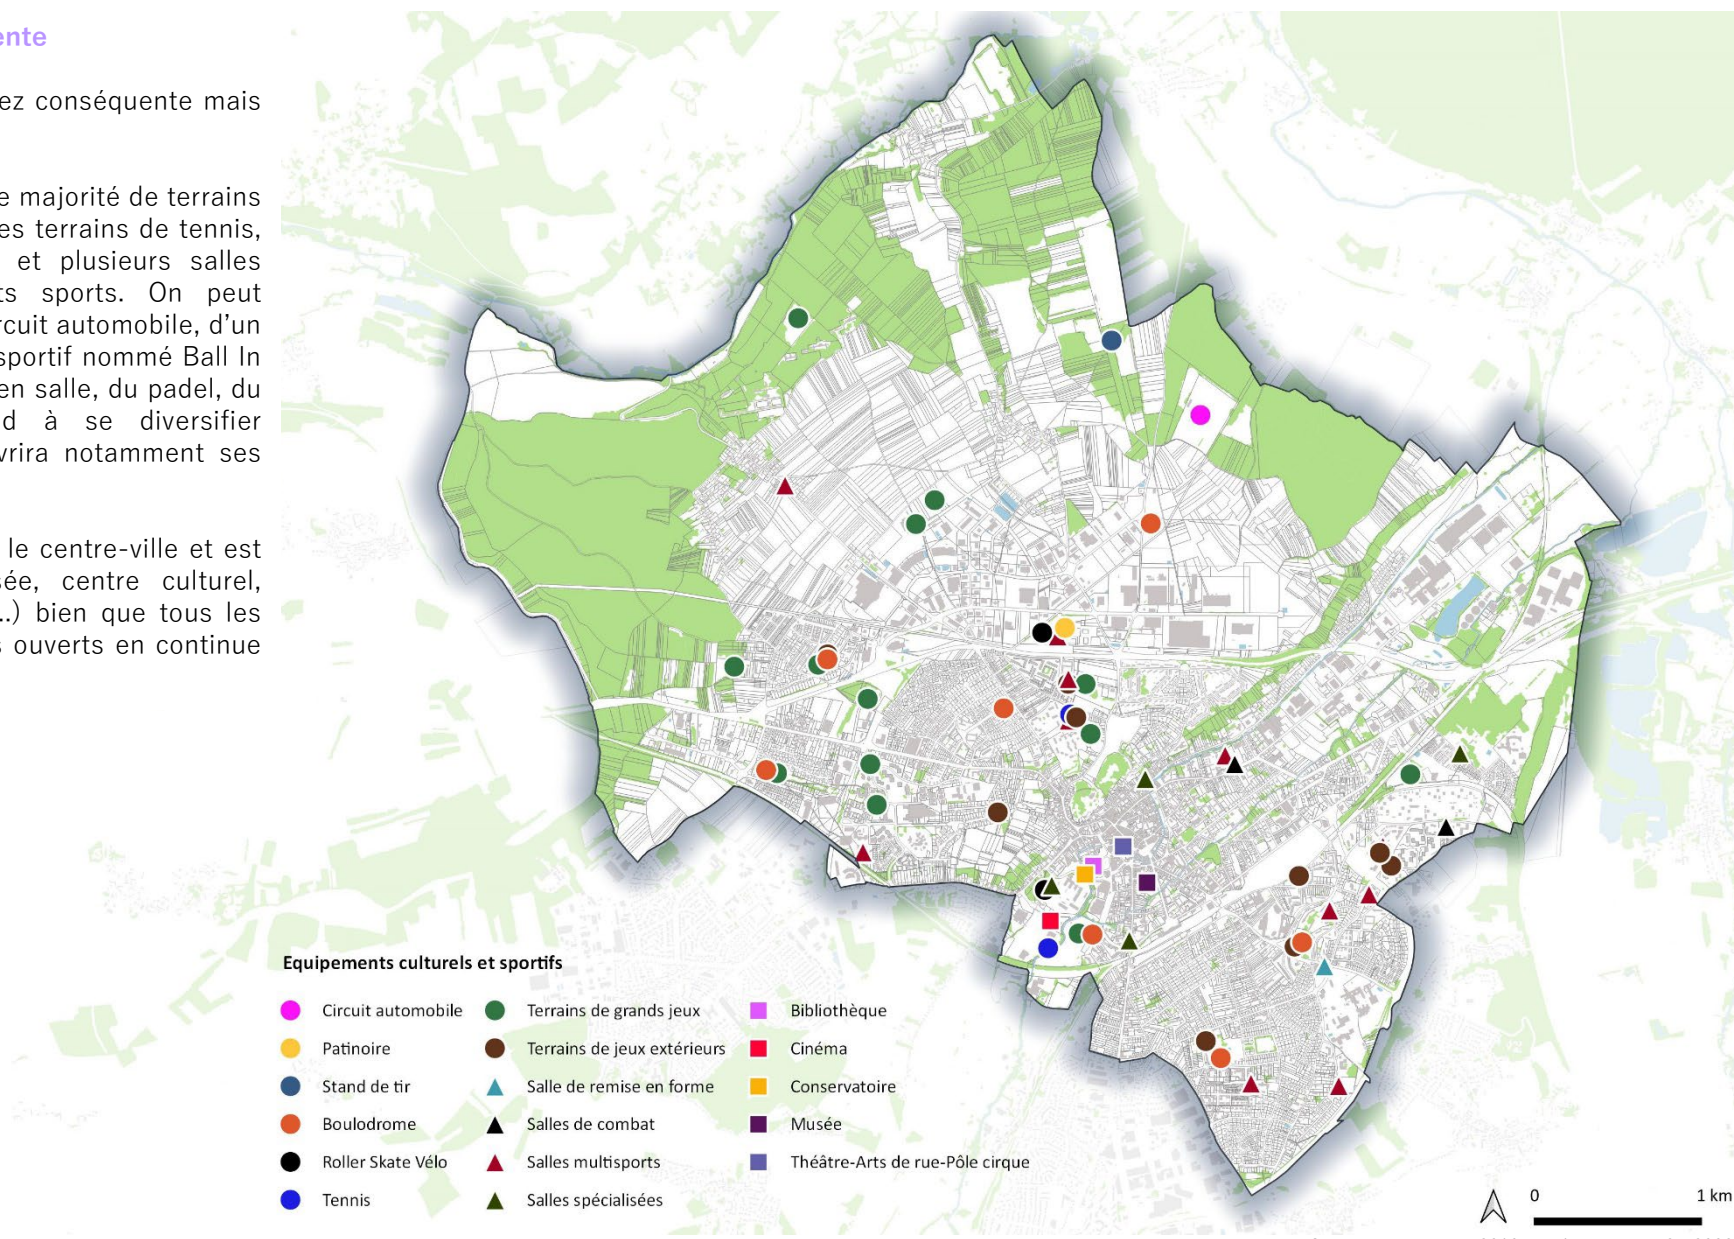 ente
ez conséquente mais
e majorité de terrains
es terrains de tennis,
et plusieurs salles
ts sports. On peut
rcuit automobile, d'un
sportif nommé Ball In
en salle, du padel, du
d à se diversifier
vrira notamment ses
le centre-ville et est
sée, centre culturel,
..) bien que tous les
s ouverts en continue
Equipements culturels et sportifs
Circuit automobile
Patinoire
Stand de tir
Boulodrome
Roller Skate Vélo
Tennis
Terrains de grands jeux
Terrains de jeux extérieurs
Salle de remise en forme
Salles de combat
Salles multisports
Salles spécialisées
Bibliothèque
Cinéma
Conservatoire
Musée
Théâtre-Arts de rue-Pôle cirque
0 1 km